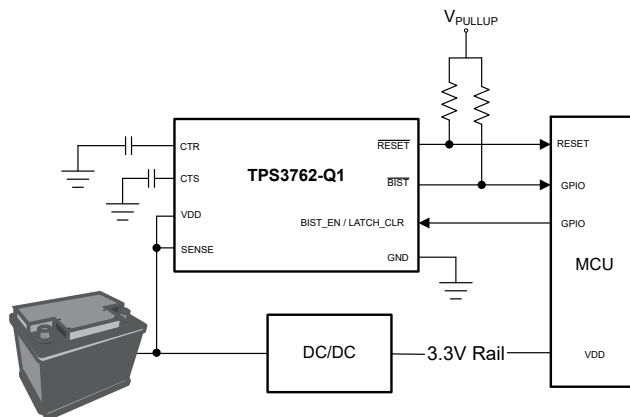 VPULLUP
CTR
CTS
VDD
SENSE
TPS3762-Q1
RESET
BIST
BIST_EN / LATCH_CLR
GND
RESET
GPIO
GPIO
MCU
VDD
DC/DC
3.3V Rail